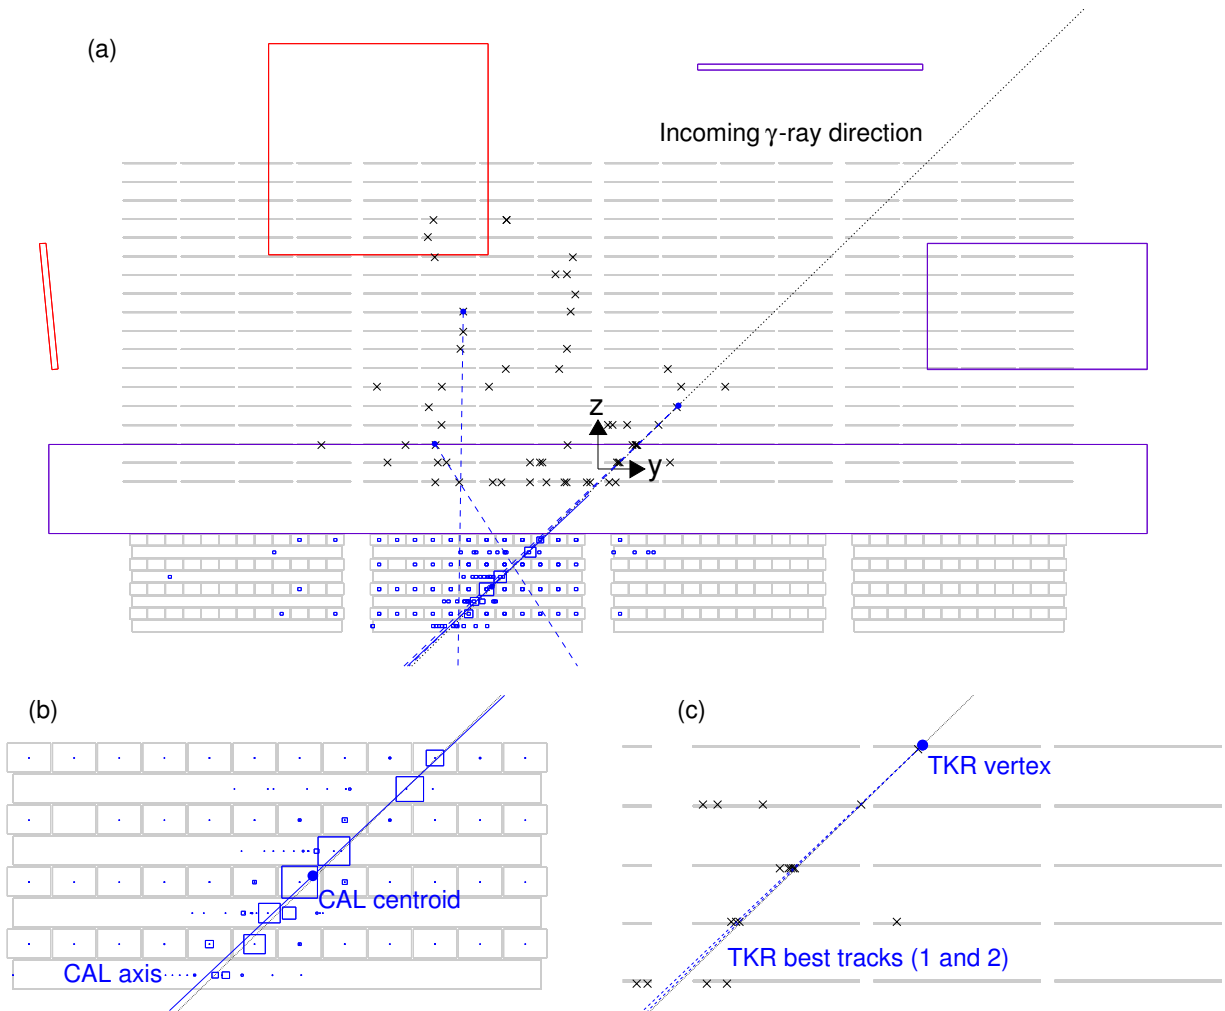 (a)
Incoming γ-ray direction
z
y
(b)
CAL centroid
CAL axis
(c)
TKR vertex
TKR best tracks (1 and 2)